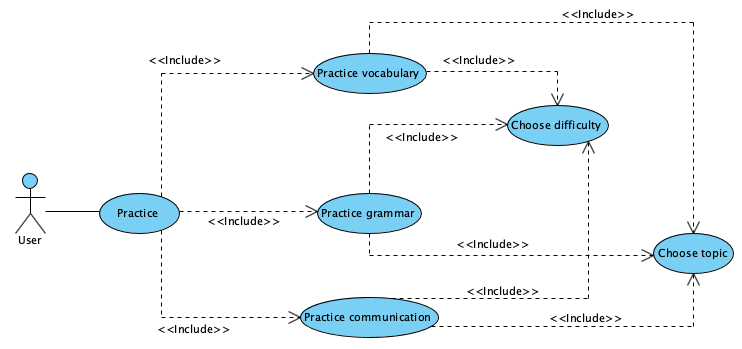 <<Include>>
<<Include>>
Practice vocabulary
<<Include>>
Choose difficulty
<<Include>>
User
Practice
<<Include>>
Practice grammar
<<Include>>
Choose topic
<<Include>>
Practice communication
<<Include>>
<<Include>>